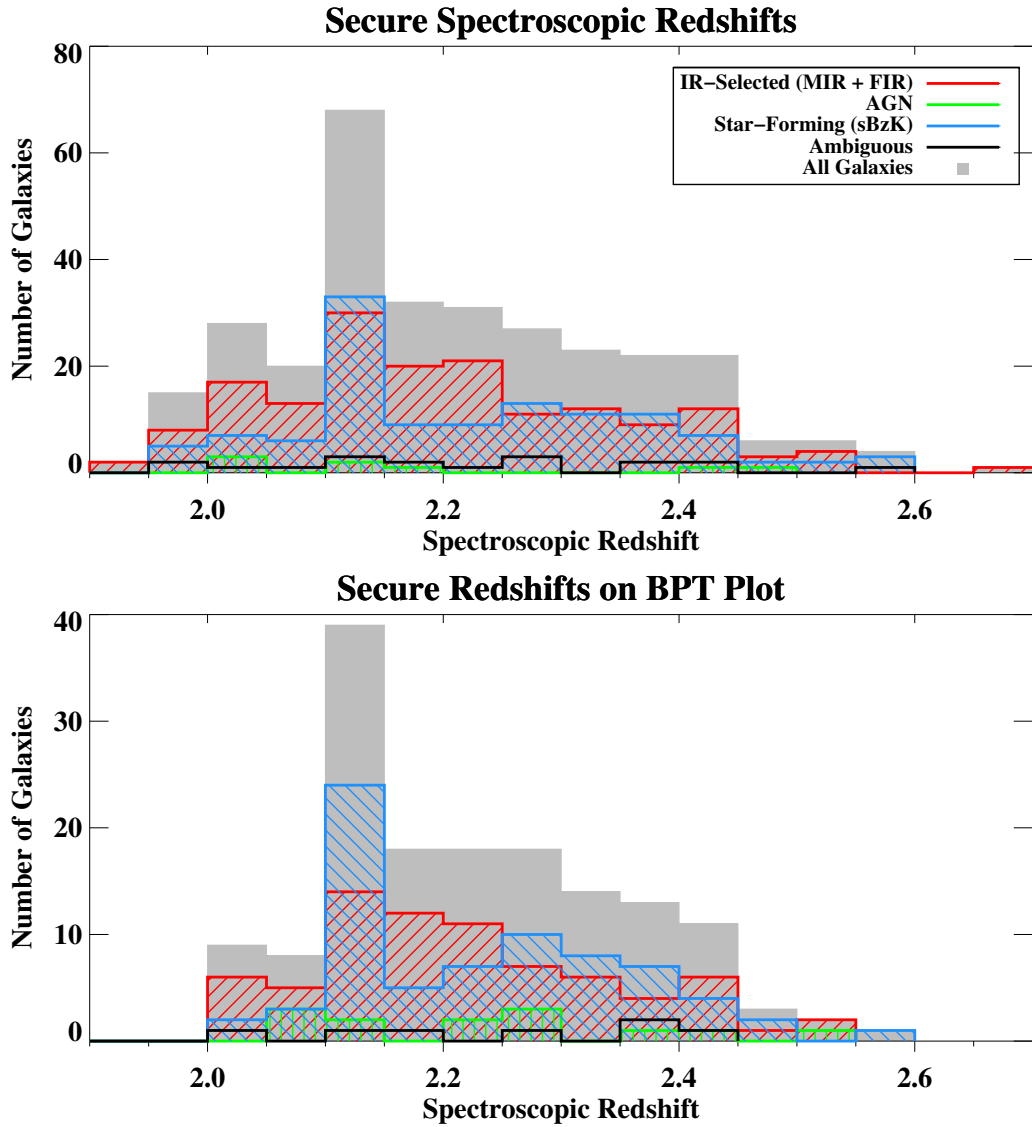 Secure Spectroscopic Redshifts
80
60
40
20
0
Number of Galaxies
IR-Selected (MIR + FIR)
AGN
Star-Forming (sBzK)
Ambiguous
All Galaxies
2.0 2.2 2.4 2.6
Spectroscopic Redshift
Secure Redshifts on BPT Plot
40
30
20
10
0
Number of Galaxies
2.0 2.2 2.4 2.6
Spectroscopic Redshift